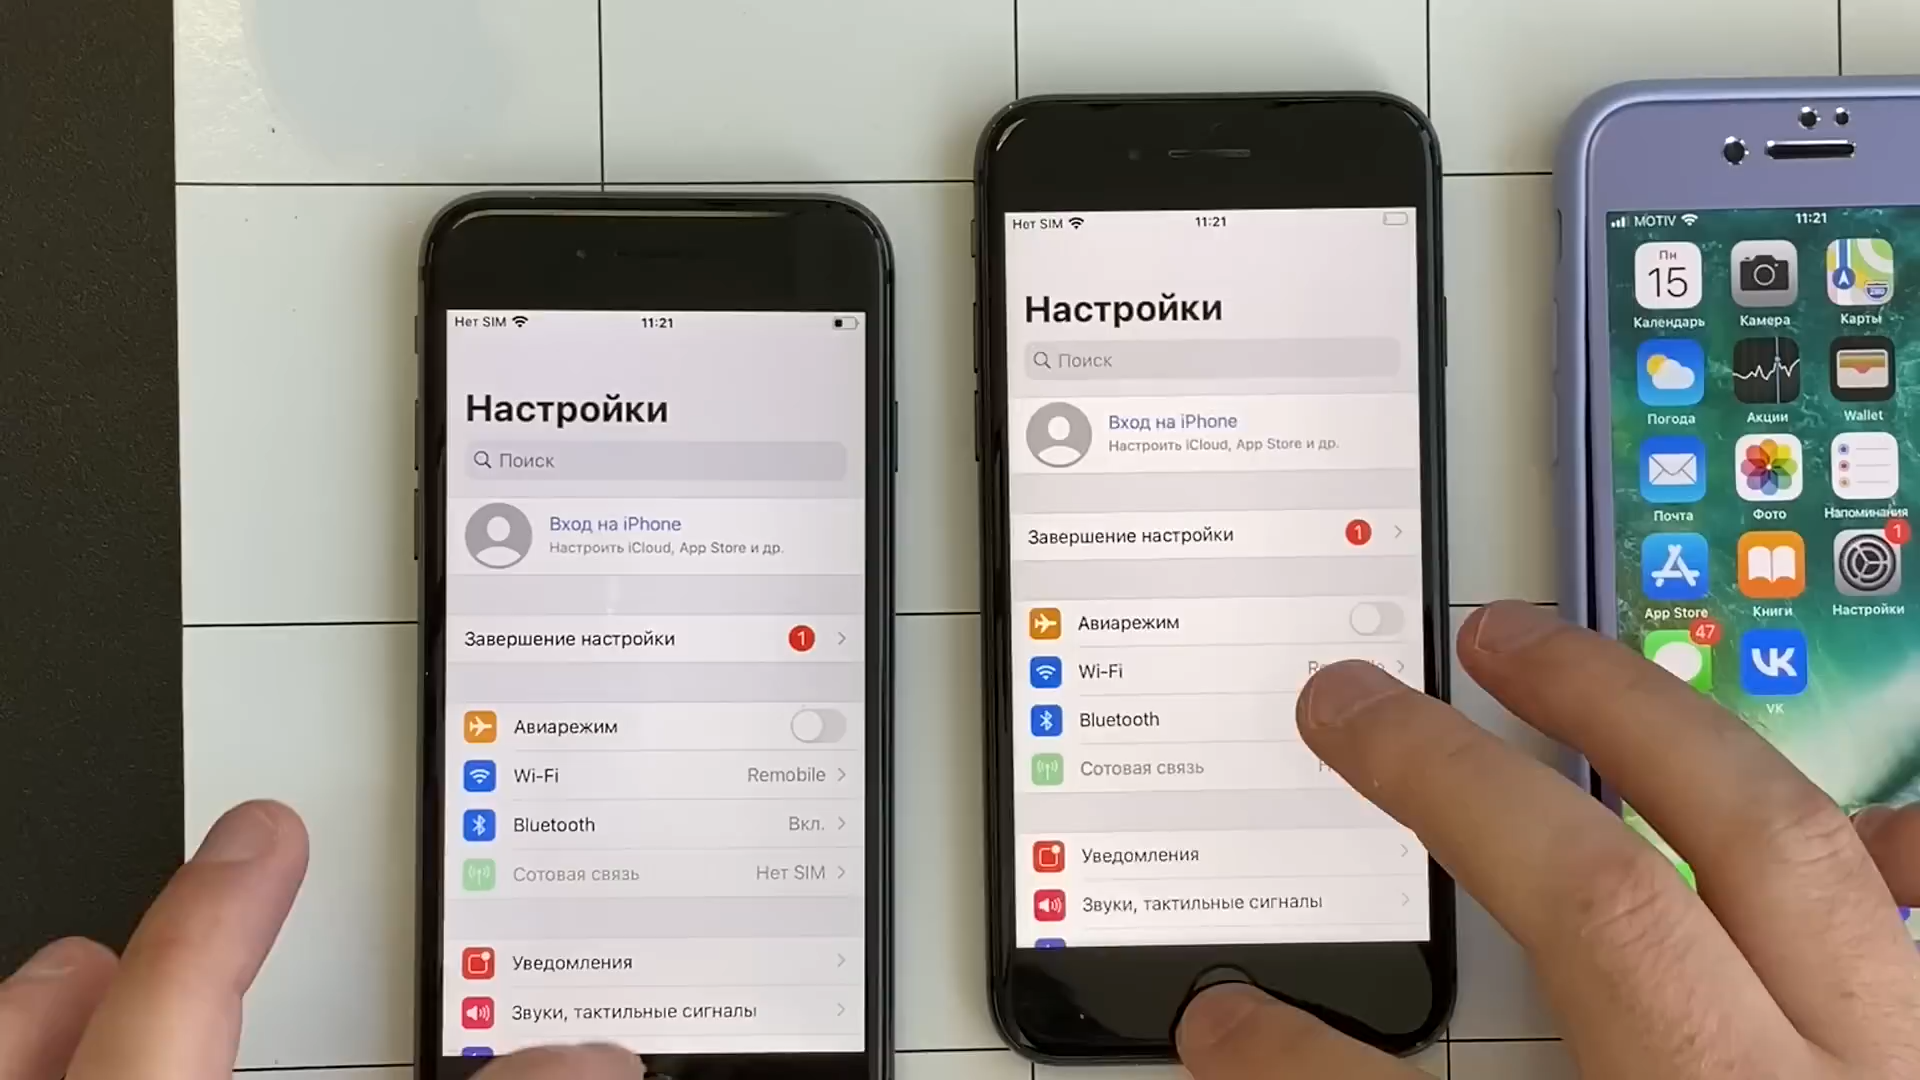 Нет SIM
11:21
Настройки
Поиск
Вход на iPhone
Настроить iCloud, App Store и др.
Завершение настройки
1
Авиарежим
Wi-Fi
Remobile
Bluetooth
Вкл.
Сотовая связь
Нет SIM
Уведомления
Звуки, тактильные сигналы
Нет SIM
11:21
Настройки
Поиск
Вход на iPhone
Настроить iCloud, App Store и др.
Завершение настройки
1
Авиарежим
Wi-Fi
Bluetooth
Сотовая связь
Уведомления
Звуки, тактильные сигналы
MOTIV
11:21
Пн
15
280
Календарь
Камера
Карты
Погода
Акции
Wallet
Почта
Фото
Напоминания
1
App Store
Книги
Настройки
47
VK
VK